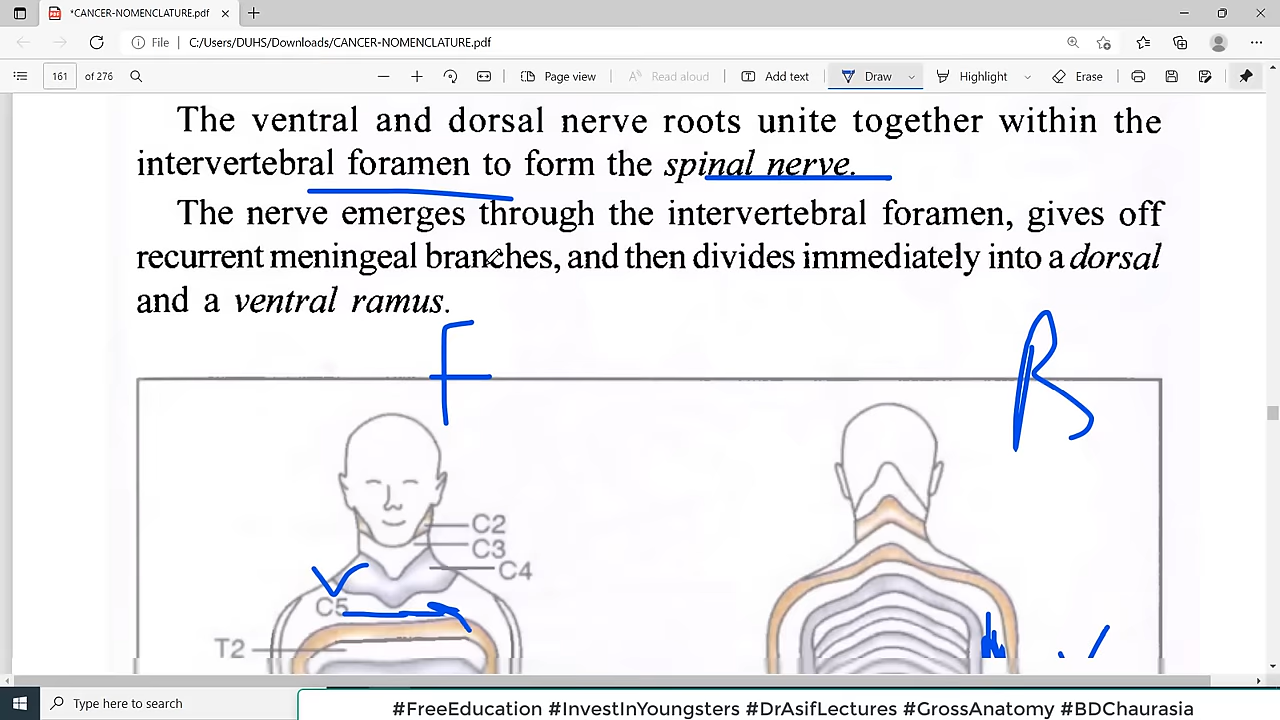 *CANCER-NOMENCLATURE.pdf
File C:/Users/DUHS/Downloads/CANCER-NOMENCLATURE.pdf
161 of 276 Page view Read aloud Add text Draw Highlight Erase
The ventral and dorsal nerve roots unite together within the
intervertebral foramen to form the spinal nerve.
The nerve emerges through the intervertebral foramen, gives off
recurrent meningeal branches, and then divides immediately into a dorsal
and a ventral ramus.
F B
C2
C3
C4
C5
T2
Type here to search
#FreeEducation #InvestInYoungsters #DrAsifLectures #GrossAnatomy #BDChaurasia